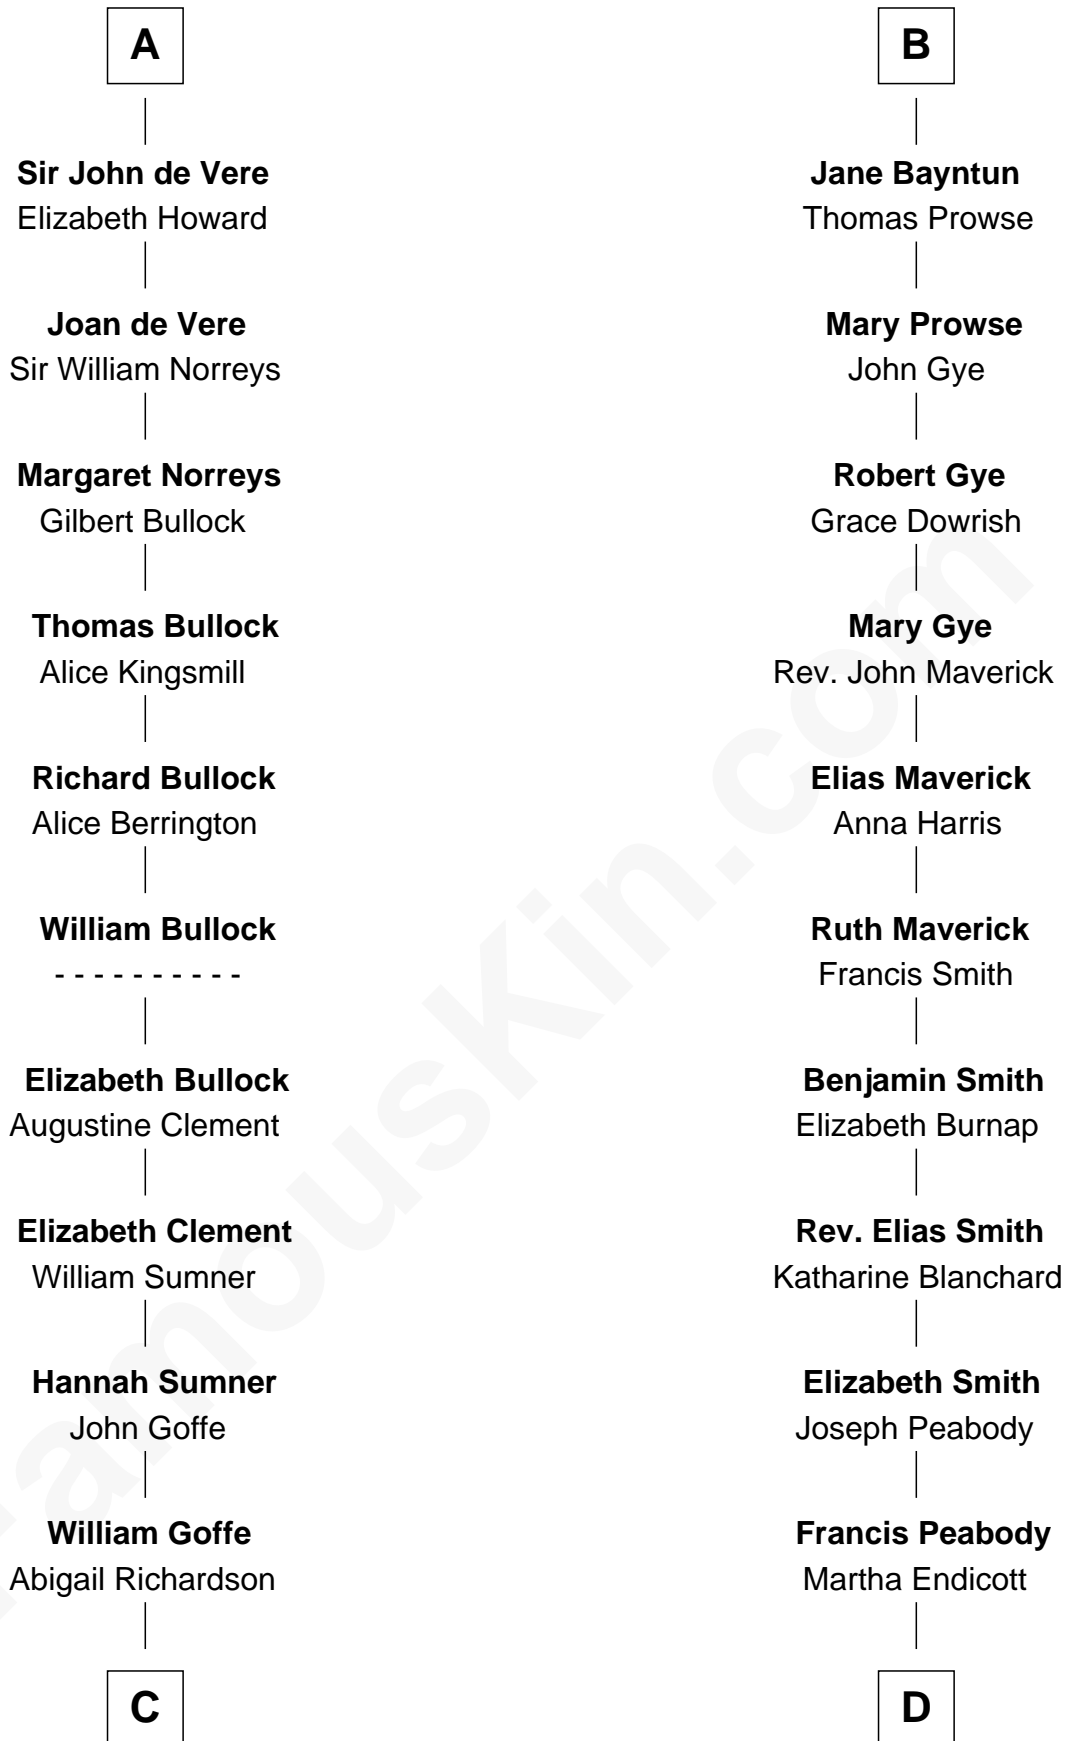 A
Sir John de Vere
Elizabeth Howard
Joan de Vere
Sir William Norreys
Margaret Norreys
Gilbert Bullock
Thomas Bullock
Alice Kingsmill
Richard Bullock
Alice Berrington
William Bullock
- - - - - - - - - -
Elizabeth Bullock
Augustine Clement
Elizabeth Clement
William Sumner
Hannah Sumner
John Goffe
William Goffe
Abigail Richardson
C
B
Jane Bayntun
Thomas Prowse
Mary Prowse
John Gye
Robert Gye
Grace Dowrish
Mary Gye
Rev. John Maverick
Elias Maverick
Anna Harris
Ruth Maverick
Francis Smith
Benjamin Smith
Elizabeth Burnap
Rev. Elias Smith
Katharine Blanchard
Elizabeth Smith
Joseph Peabody
Francis Peabody
Martha Endicott
D
FamousKin.com